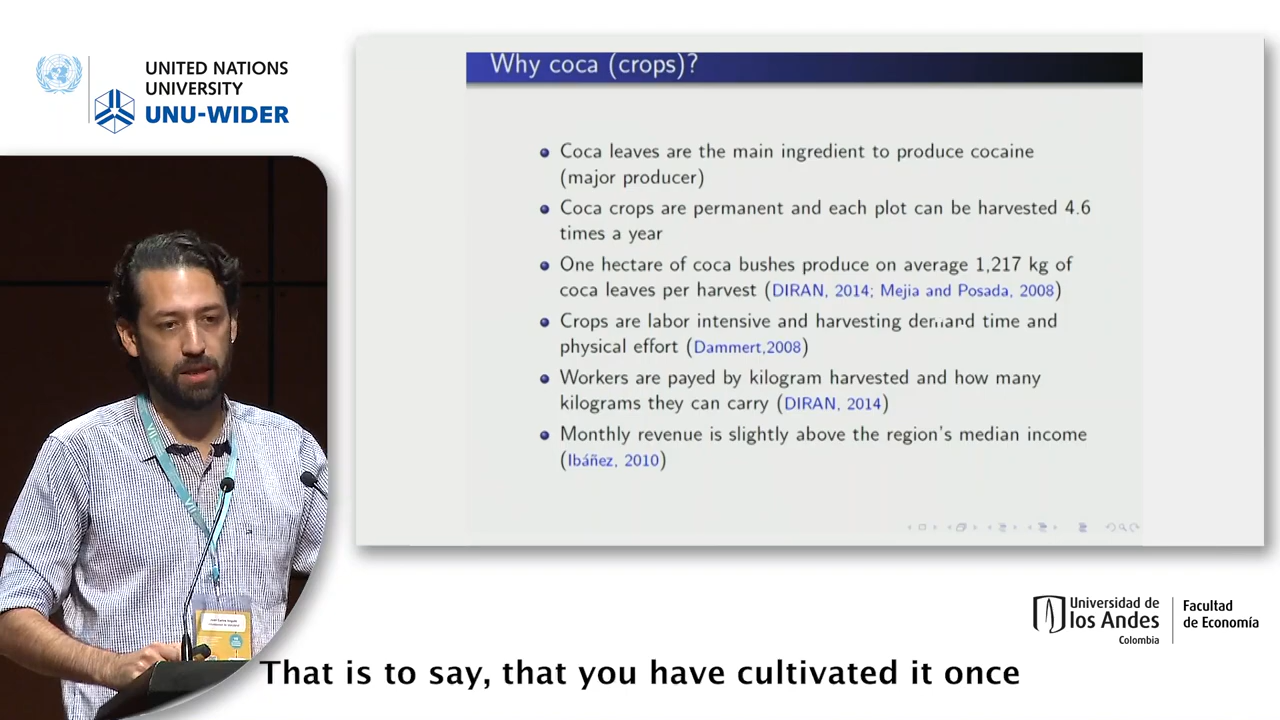 UNITED NATIONS
UNIVERSITY
UNU-WIDER
Why coca (crops)?
Coca leaves are the main ingredient to produce cocaine
(major producer)
Coca crops are permanent and each plot can be harvested 4.6
times a year
One hectare of coca bushes produce on average 1,217 kg of
coca leaves per harvest (DIRAN, 2014; Mejia and Posada, 2008)
Crops are labor intensive and harvesting demand time and
physical effort (Dammert,2008)
Workers are payed by kilogram harvested and how many
kilograms they can carry (DIRAN, 2014)
Monthly revenue is slightly above the region's median income
(Ibáñez, 2010)
Universidad de
los Andes
Colombia
Facultad
de Economía
That is to say, that you have cultivated it once